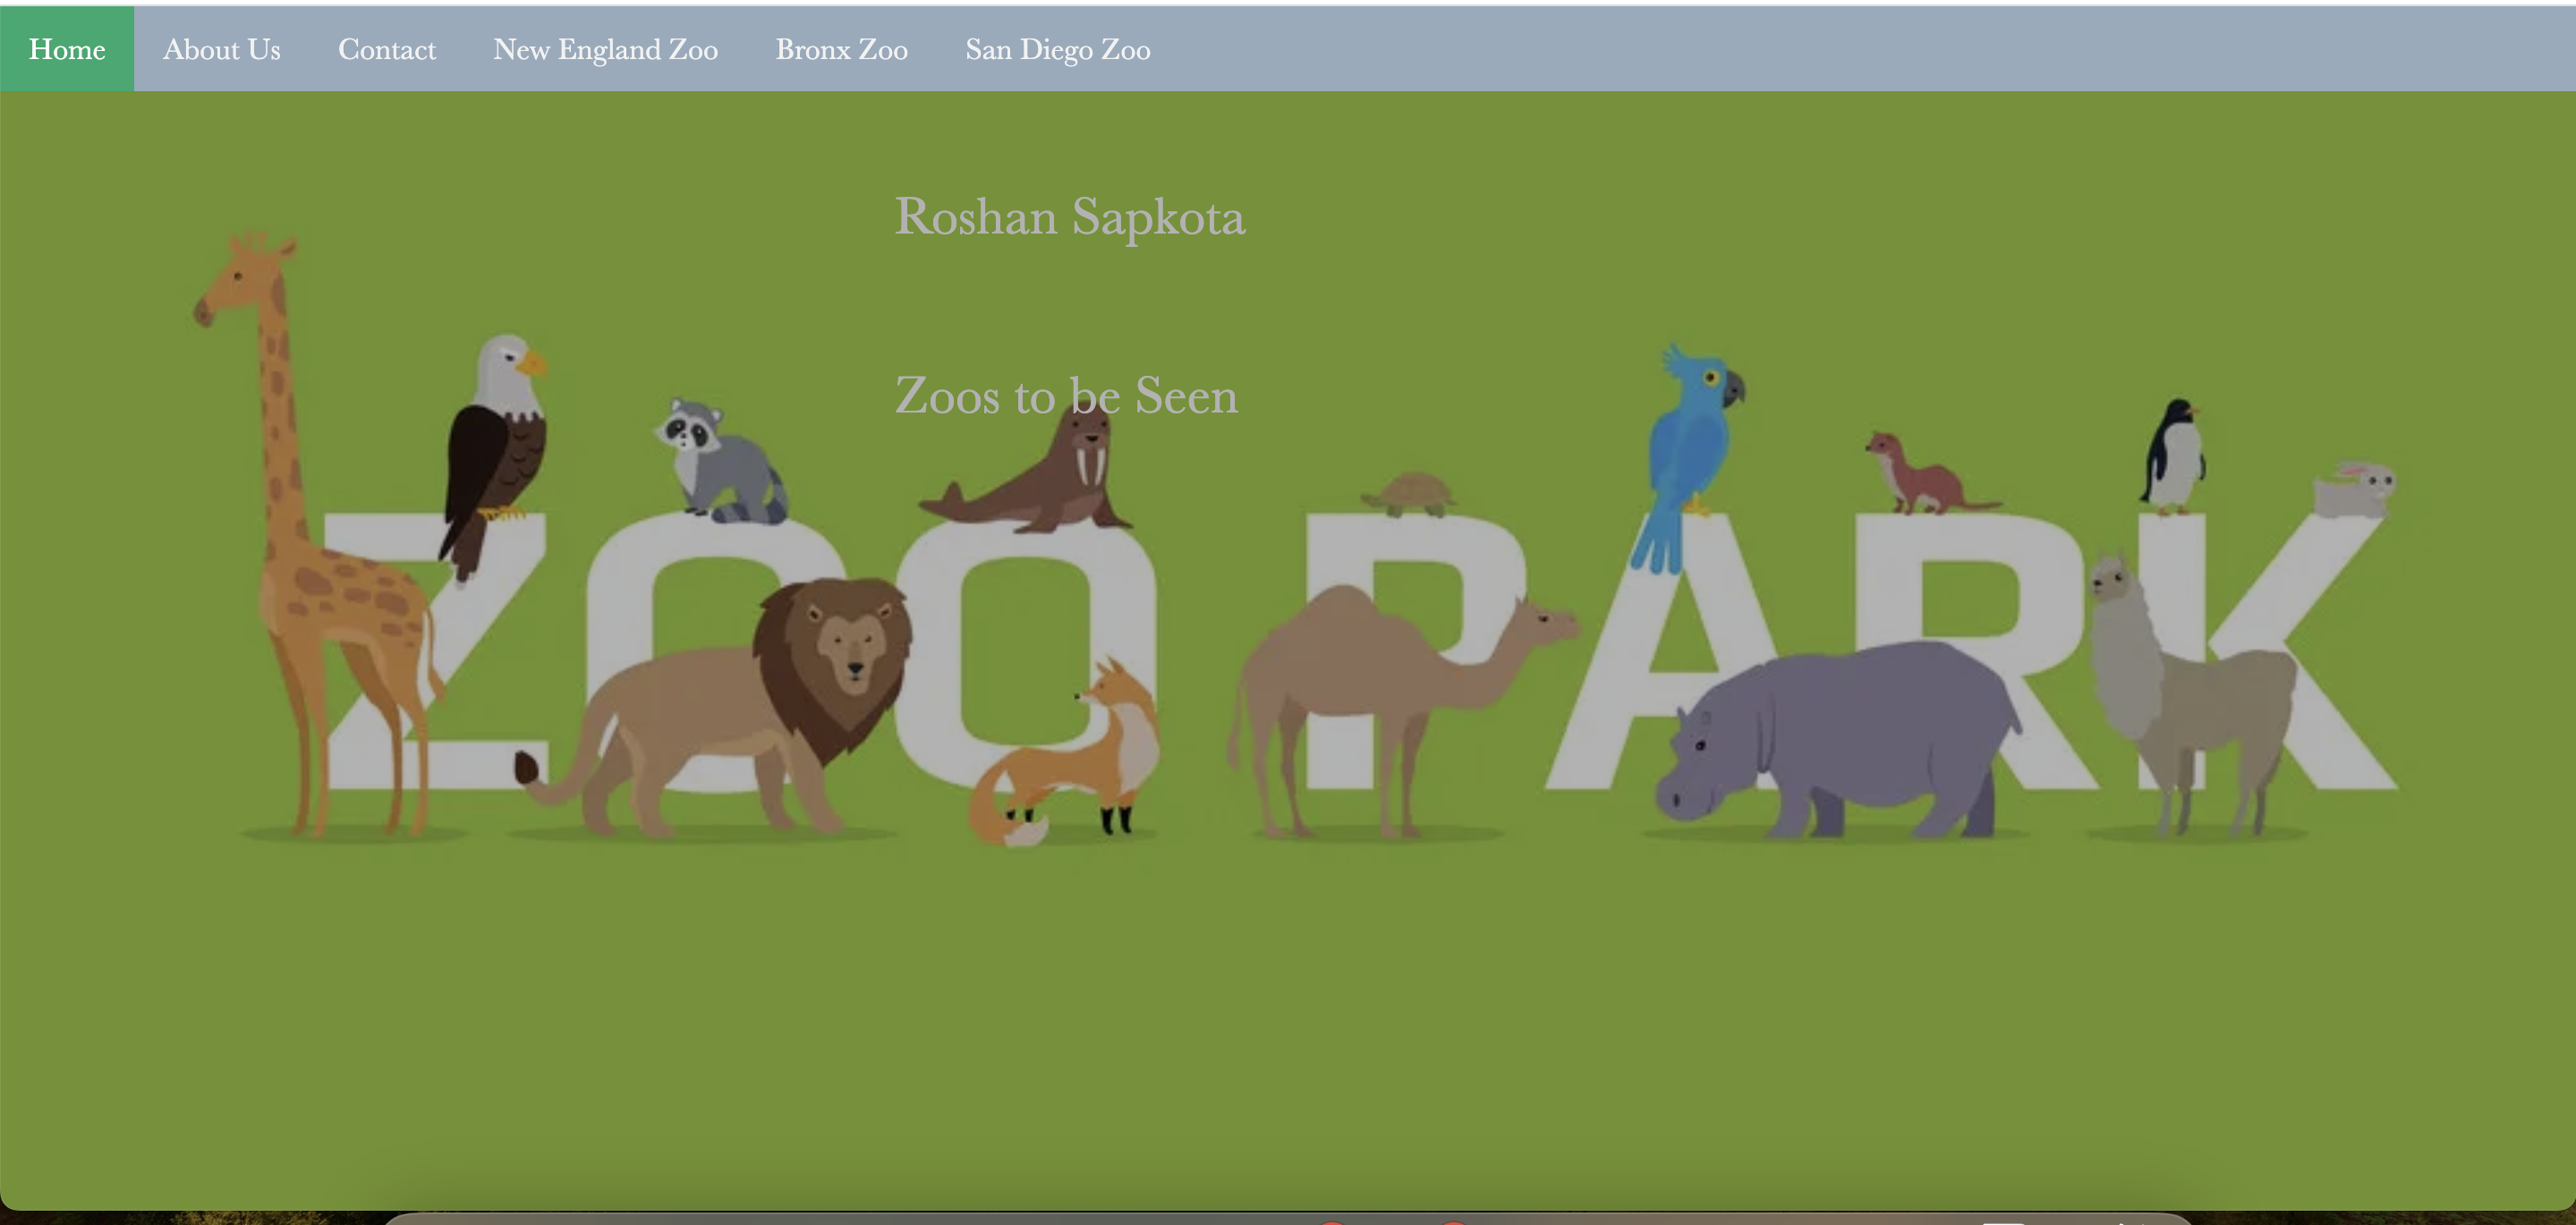 Home About Us Contact New England Zoo Bronx Zoo San Diego Zoo
Roshan Sapkota
Zoos to be Seen
ZOO PARK